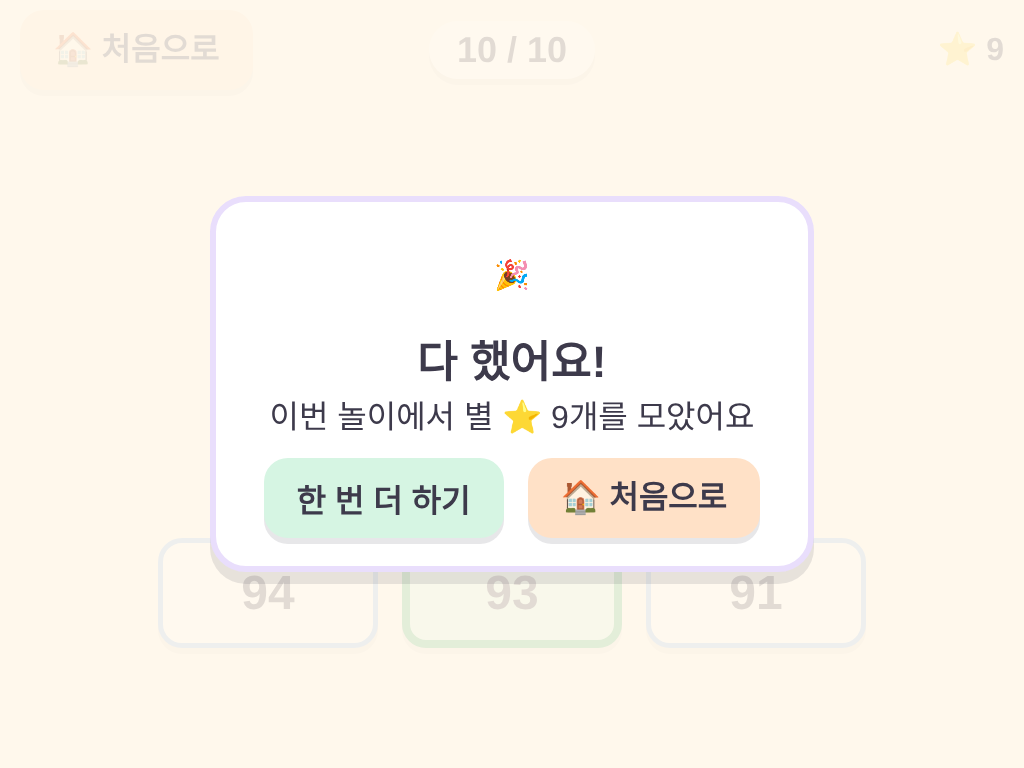 🏠 처음으로
10 / 10
⭐ 9
🎉
다 했어요!
이번 놀이에서 별 ⭐ 9개를 모았어요
한 번 더 하기
🏠 처음으로
94
93
91